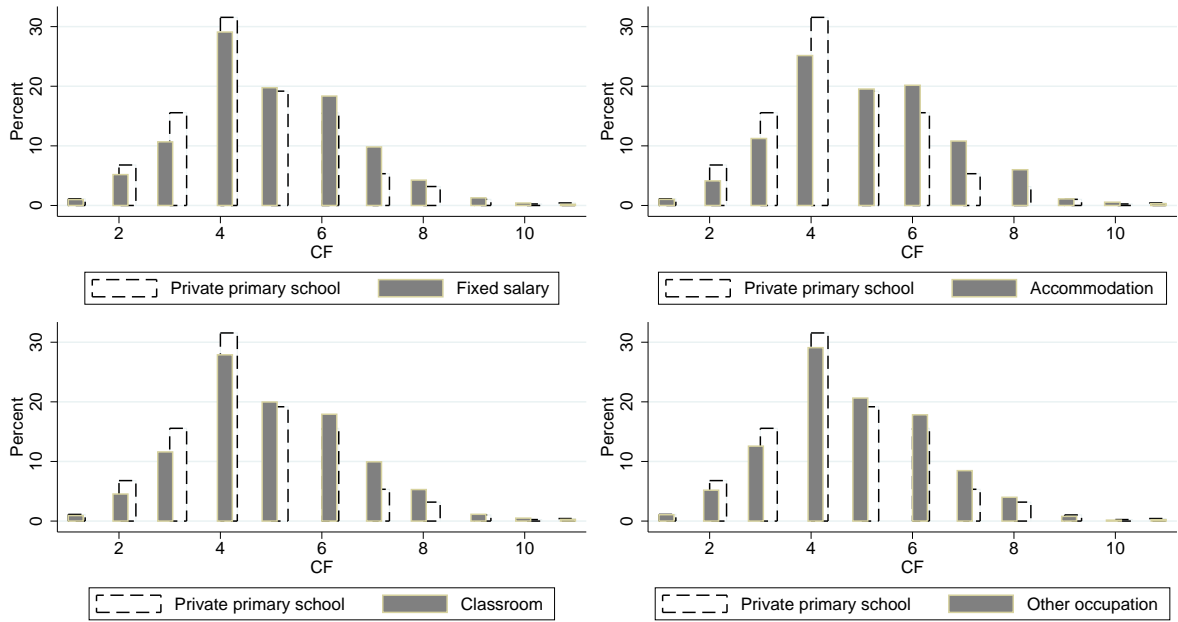 Percent
30
20
10
0
2 4 6 8 10
CF
Private primary school Fixed salary
Percent
30
20
10
0
2 4 6 8 10
CF
Private primary school Accommodation
Percent
30
20
10
0
2 4 6 8 10
CF
Private primary school Classroom
Percent
30
20
10
0
2 4 6 8 10
CF
Private primary school Other occupation